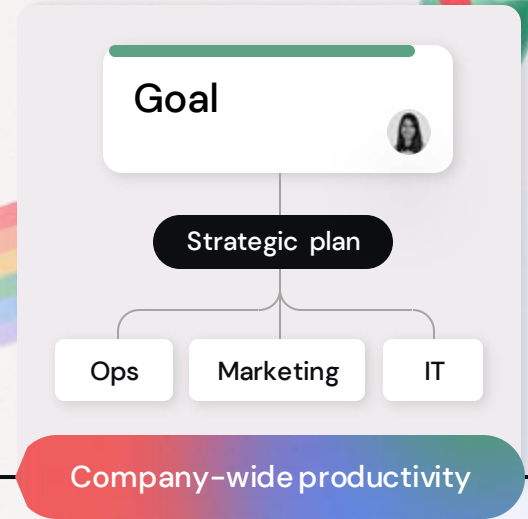 Goal
Strategic plan
Ops Marketing IT
Company-wide productivity